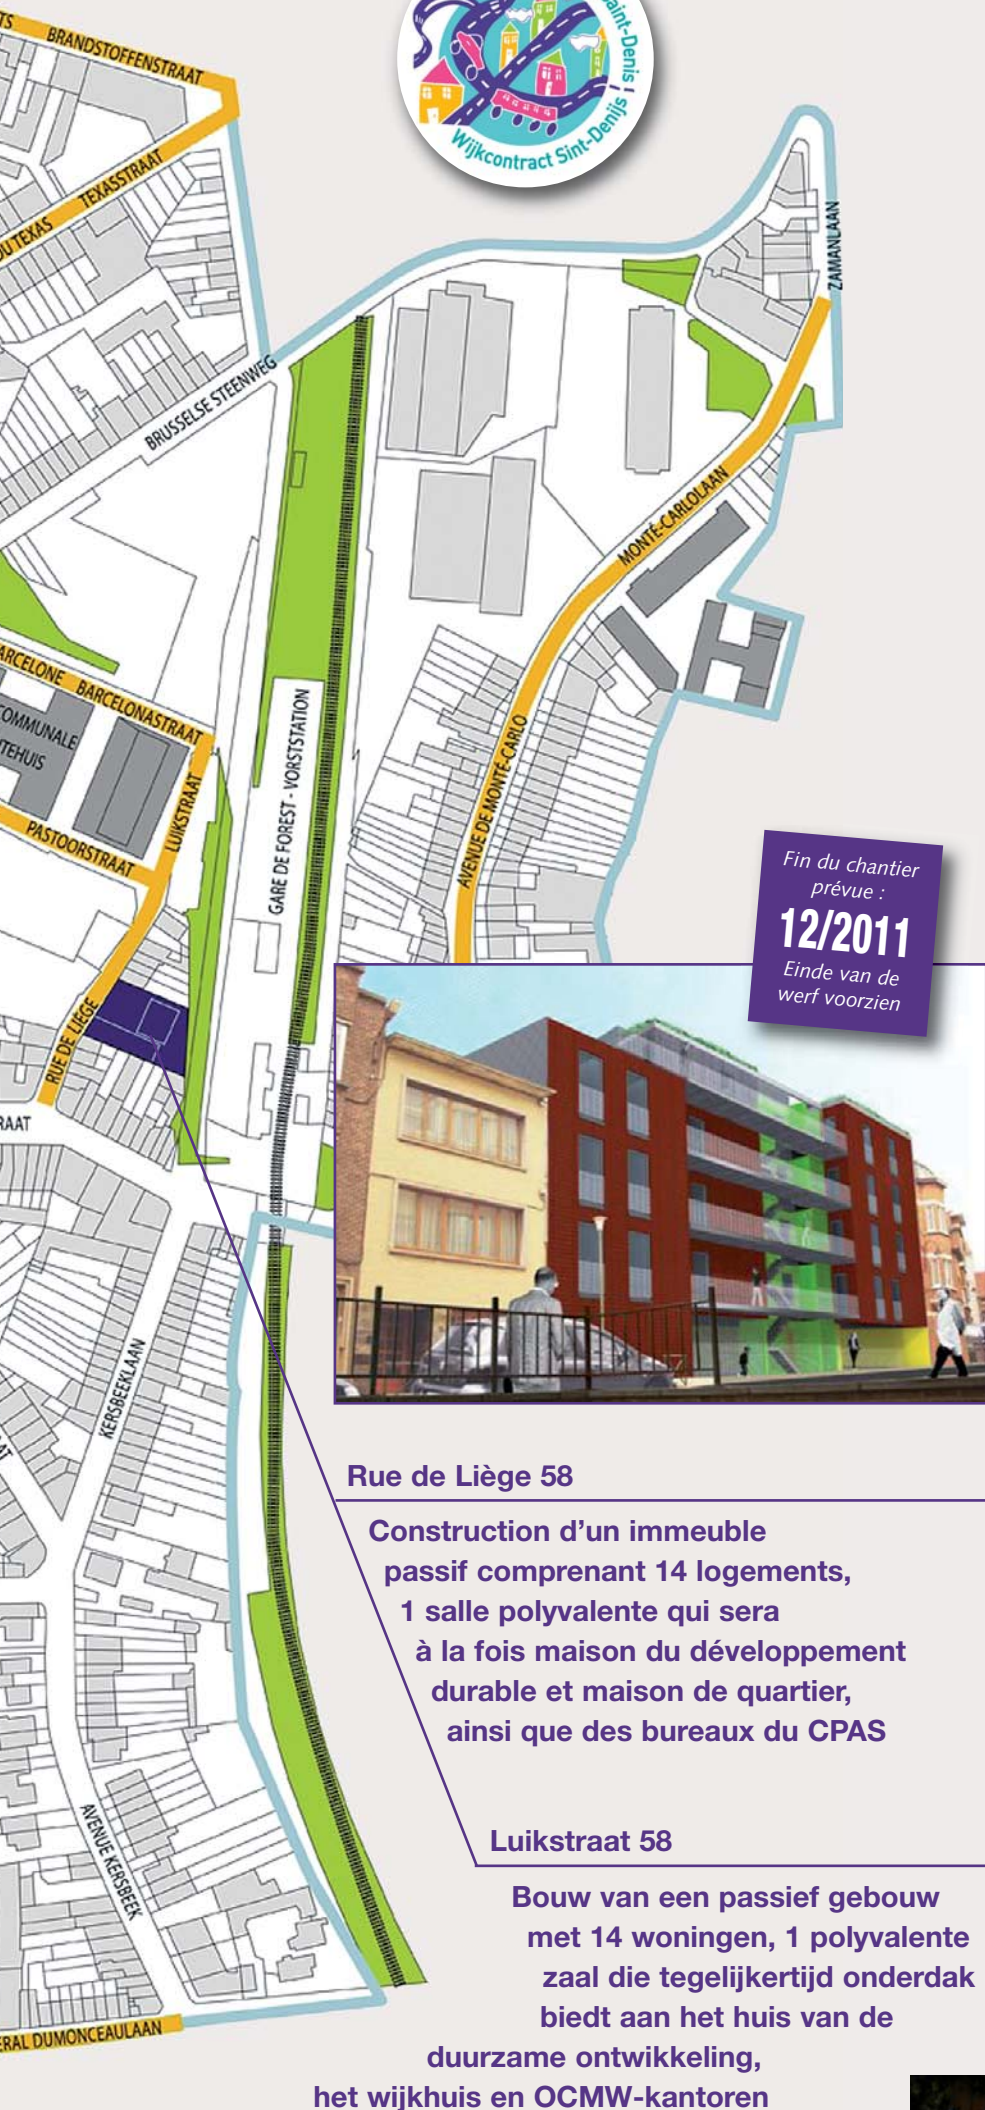 BRANDSTOFFENSTRAAT
TEXASSTRAAT
Saint-Denis
Wijkcontract Sint-Denijs
ZAMANLAAN
BRUSSELSE STEENWEG
MONTÉ-CARLOLAAN
BARCELONASTRAAT
LUIKSTRAAT
PASTOORSTRAAT
GARE DE FOREST - VORSTSTATION
AVENUE DE MONTÉ-CARLO
RUE DE LIÈGE
Fin du chantier
prévue :
12/2011
Einde van de
werf voorzien
RAAT
KERSBEEKLAAN
Rue de Liège 58
Construction d’un immeuble
passif comprenant 14 logements,
1 salle polyvalente qui sera
à la fois maison du développement
durable et maison de quartier,
ainsi que des bureaux du CPAS
AVENUE KERSBEEK
Luikstraat 58
Bouw van een passief gebouw
met 14 woningen, 1 polyvalente
zaal die tegelijkertijd onderdak
biedt aan het huis van de
duurzame ontwikkeling,
het wijkhuis en OCMW-kantoren
ERAL DUMONCEAULAAN